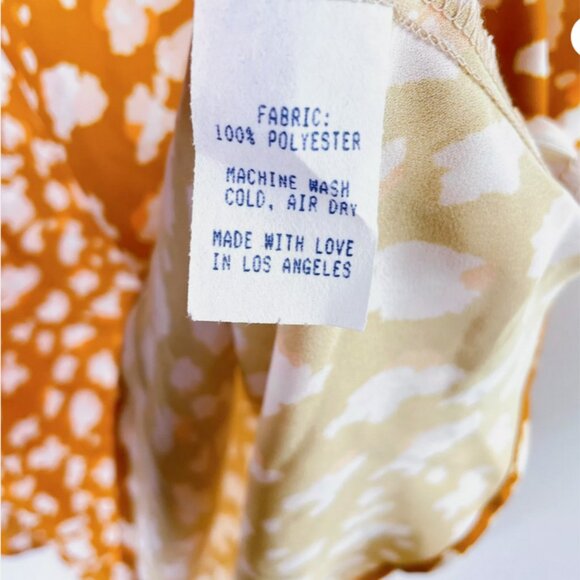 FABRIC:
100% POLYESTER
MACHINE WASH
COLD, AIR DRY
MADE WITH LOVE
IN LOS ANGELES